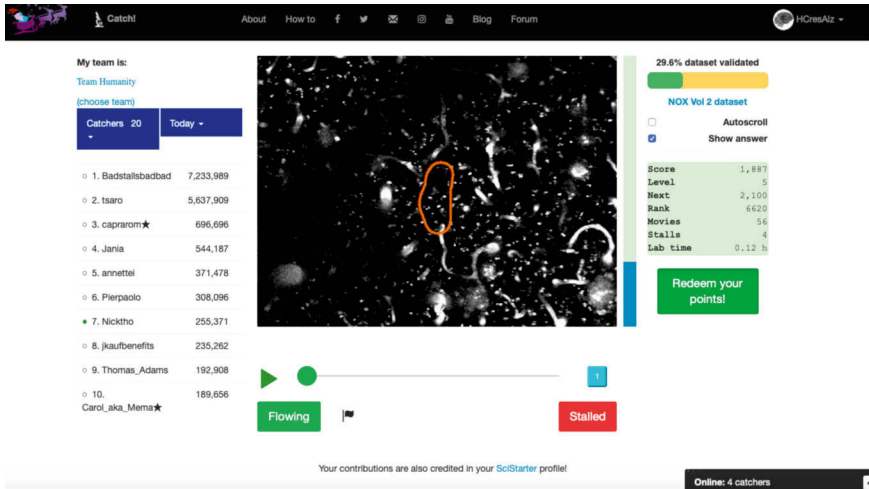 Catch!
About How to Blog Forum
HCresAlz
My team is:
Team Humanity
(choose team)
Catchers 20
Today
1. Badstallsbadbad 7,233,989
2. tsaro 5,637,909
3. caprarom★ 696,696
4. Jania 544,187
5. annettei 371,478
6. Pierpaolo 308,096
7. Nicktho 255,371
8. jkaufbenefits 235,262
9. Thomas_Adams 192,908
10. 189,656
Carol_aka_Mema★
29.6% dataset validated
NOX Vol 2 dataset
Autoscroll
Show answer
Score 1,887
Level 5
Next 2,100
Rank 6620
Movies 56
Stalls 4
Lab time 0.12 h
Redeem your
points!
1
Flowing
Stalled
Your contributions are also credited in your SciStarter profile!
Online: 4 catchers